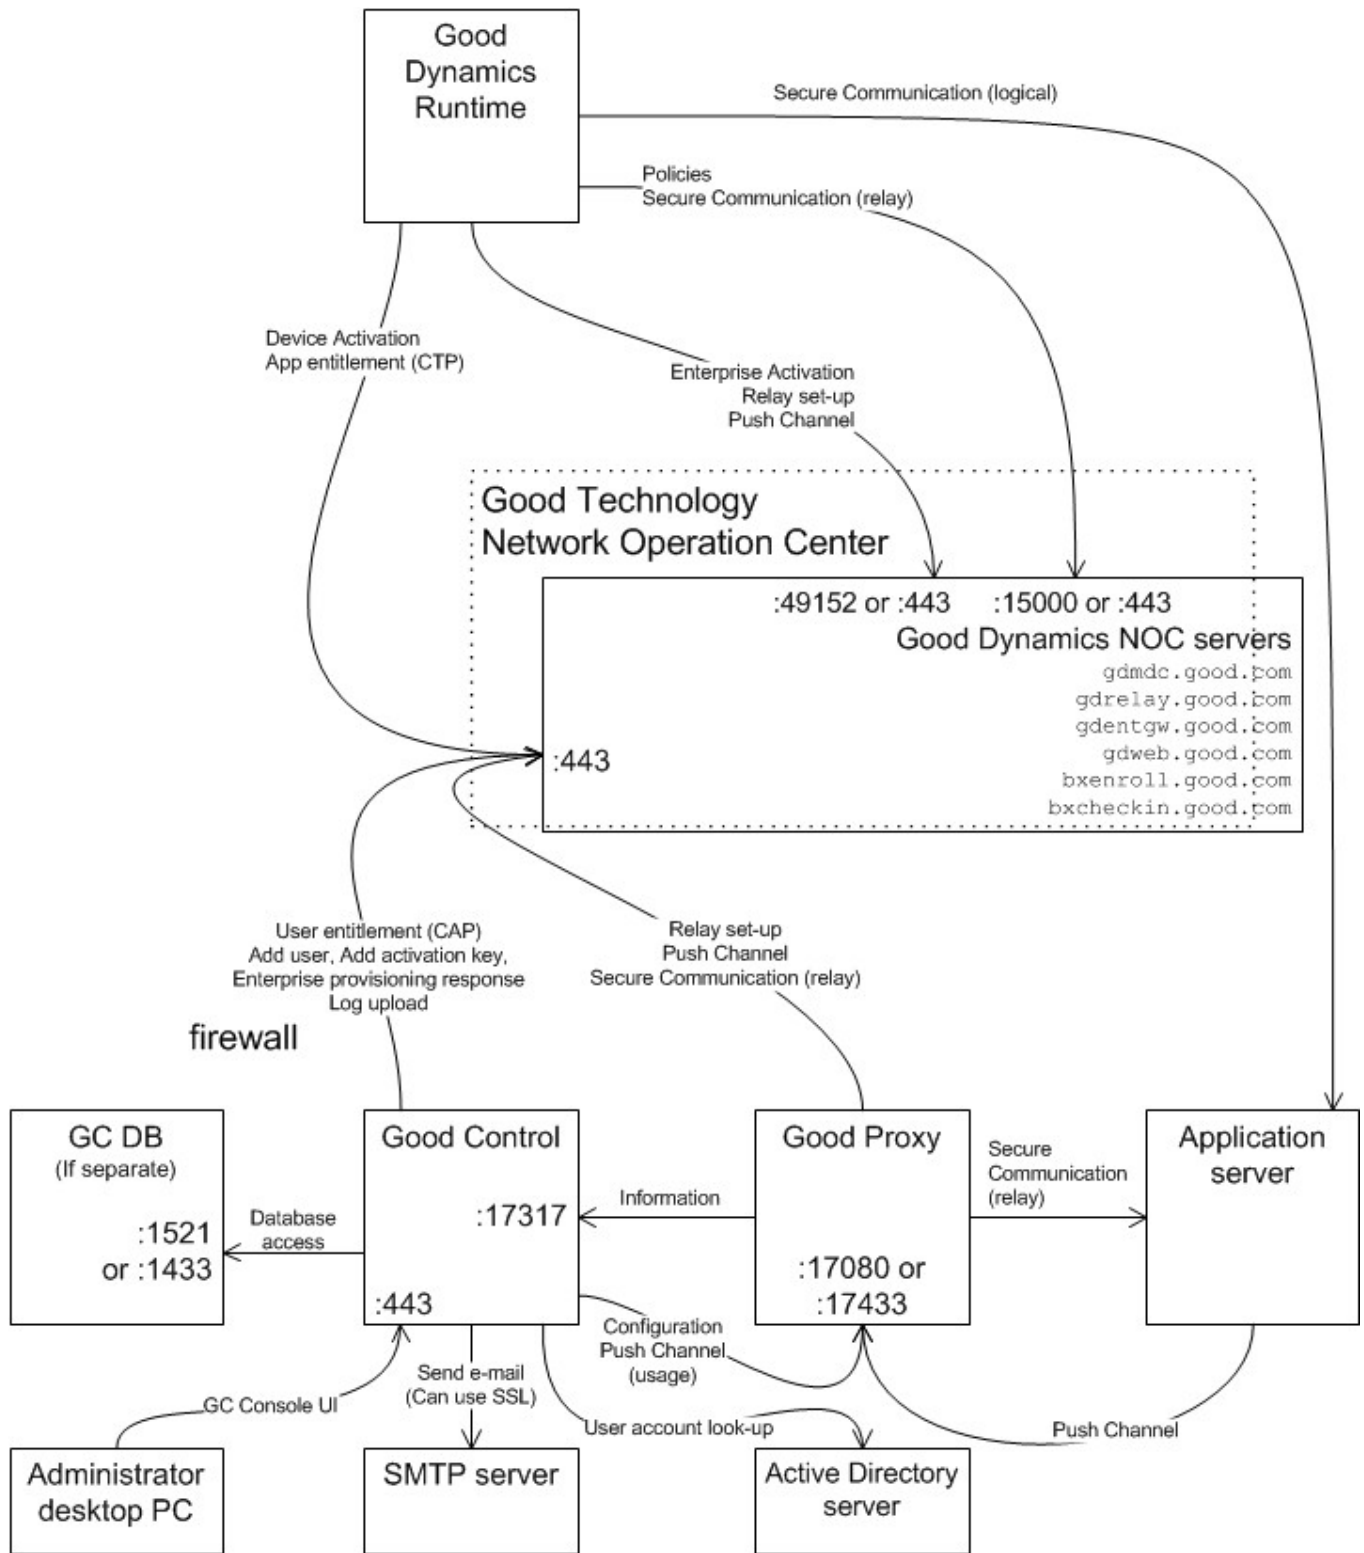 Good
Dynamics
Runtime
Secure Communication (logical)
Policies
Secure Communication (relay)
Device Activation
App entitlement (CTP)
Enterprise Activation
Relay set-up
Push Channel
Good Technology
Network Operation Center
:49152 or :443
:15000 or :443
Good Dynamics NOC servers
gdmdc.good.com
gdrelay.good.com
gdentgw.good.com
gdweb.good.com
bxenroll.good.com
bxcheckin.good.com
:443
User entitlement (CAP)
Add user, Add activation key,
Enterprise provisioning response
Log upload
Relay set-up
Push Channel
Secure Communication (relay)
firewall
GC DB
(If separate)
:1521
or :1433
Database
access
Good Control
:17317
:443
Information
Good Proxy
:17080 or
:17433
Secure
Communication
(relay)
Application
server
GC Console UI
Send e-mail
(Can use SSL)
Configuration
Push Channel
(usage)
User account look-up
Push Channel
Administrator
desktop PC
SMTP server
Active Directory
server